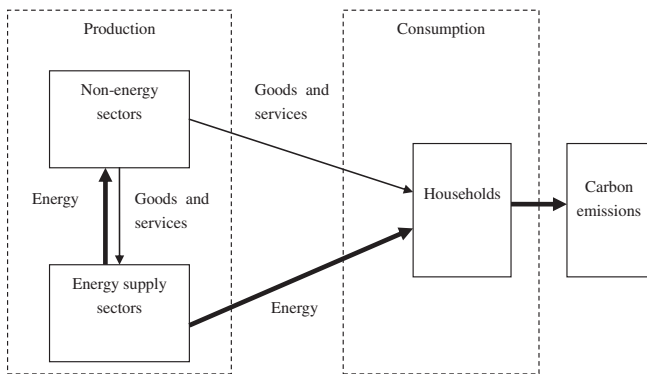 Production
Consumption
Non-energy
sectors
Goods and
services
Energy
Goods and
services
Households
Carbon
emissions
Energy supply
sectors
Energy